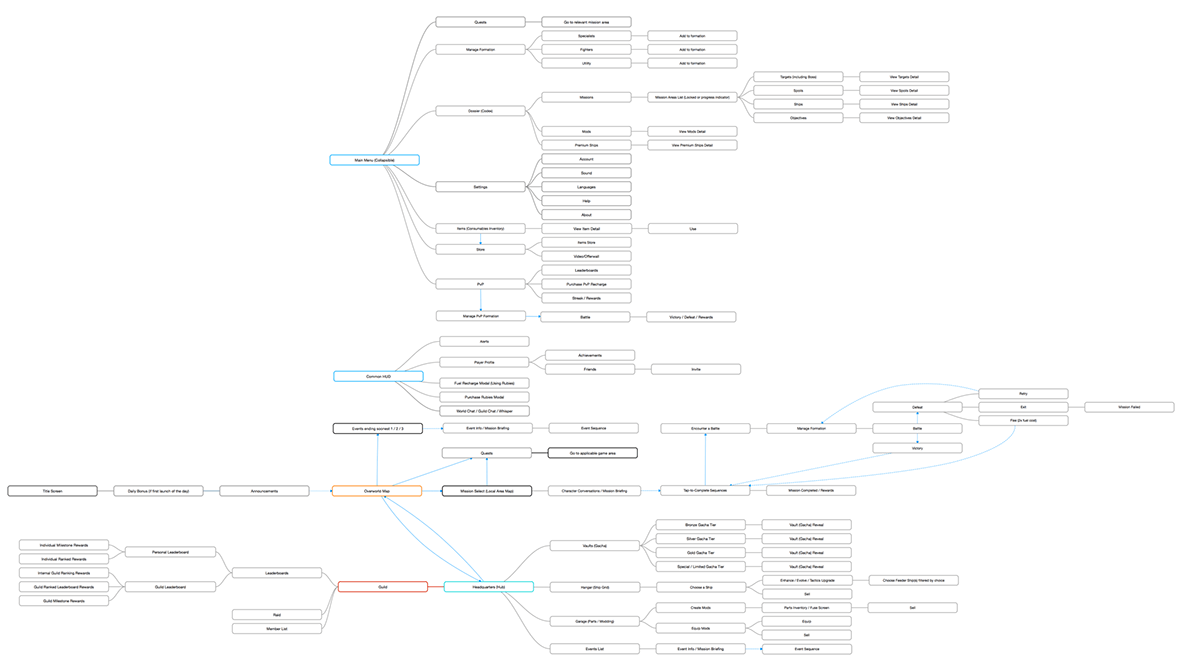 Quests
Go to relevant mission area
Manage Formation
Specialists
Add to formation
Fighters
Add to formation
Utility
Add to formation
Targets (Including Boss)
View Targets Detail
Spoils
View Spoils Detail
Ships
View Ships Detail
Objectives
View Objectives Detail
Missions
Mission Areas List (Locked or progress indicator)
Dossier (Codex)
Mods
View Mods Detail
Premium Ships
View Premium Ships Detail
Main Menu (Collapsible)
Account
Sound
Settings
Languages
Help
About
Items (Consumables Inventory)
View Item Detail
Use
Store
Items Store
Video/Offerwall
Leaderboards
PvP
Purchase PvP Recharge
Streak / Rewards
Manage PvP Formation
Battle
Victory / Defeat / Rewards
Alerts
Player Profile
Achievements
Friends
Invite
Common HUD
Fuel Recharge Modal (Using Rubies)
Purchase Rubies Modal
World Chat / Guild Chat / Whisper
Retry
Defeat
Exit
Mission Failed
Flee (2x fuel cost)
Events ending soonest 1 / 2 / 3
Event Info / Mission Briefing
Event Sequence
Encounter a Battle
Manage Formation
Battle
Victory
Quests
Go to applicable game area
Title Screen
Daily Bonus (if first launch of the day)
Announcements
Overworld Map
Mission Select (Local Area Map)
Character Conversations / Mission Briefing
Tap-to-Complete Sequences
Mission Completed / Rewards
Bronze Gacha Tier
Vault (Gacha) Reveal
Silver Gacha Tier
Vault (Gacha) Reveal
Vaults (Gacha)
Gold Gacha Tier
Vault (Gacha) Reveal
Special / Limited Gacha Tier
Vault (Gacha) Reveal
Individual Milestone Rewards
Personal Leaderboard
Individual Ranked Rewards
Internal Guild Ranking Rewards
Leaderboards
Guild Ranked Leaderboard Rewards
Guild Leaderboard
Guild Milestone Rewards
Guild
Headquarters (Hub)
Hangar (Ship Grid)
Choose a Ship
Enhance / Evolve / Tactics Upgrade
Choose Feeder Ship(s) filtered by choice
Sell
Raid
Member List
Garage (Parts / Modding)
Create Mods
Parts Inventory / Fuse Screen
Sell
Equip Mods
Equip
Sell
Events List
Event Info / Mission Briefing
Event Sequence